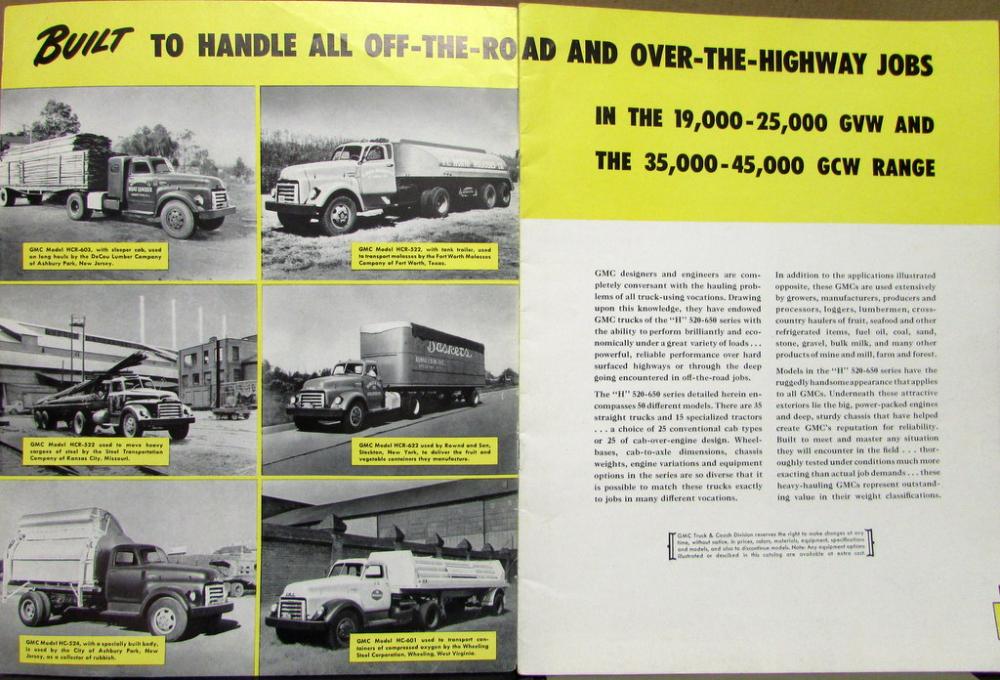 BUILT TO HANDLE ALL OFF-THE-ROAD AND OVER-THE-HIGHWAY JOBS
IN THE 19,000-25,000 GVW AND
THE 35,000-45,000 GCW RANGE
GMC Model HCR-603, with sleeper cab, used
on long hauls by the DeCou Lumber Company
of Ashbury Park, New Jersey.
GMC Model HCR-522, with tank trailer, used
to transport molasses by the Fort Worth Molasses
Company of Fort Worth, Texas.
GMC Model HCR-522 used to move heavy
cargoes of steel by the Steel Transportation
Company of Kansas City, Missouri.
Baskets
GMC Model HCR-622 used by Rownd and Son,
Stockton, New York, to deliver the fruit and
vegetable containers they manufacture.
GMC Model HC-524, with a specially built body,
is used by the City of Ashbury Park, New
Jersey, as a collector of rubbish.
GMC Model HC-601 used to transport con-
tainers of compressed oxygen by the Wheeling
Steel Corporation, Wheeling, West Virginia.
GMC designers and engineers are com-
pletely conversant with the hauling prob-
lems of all truck-using vocations. Drawing
upon this knowledge, they have endowed
GMC trucks of the "H" 520-650 series with
the ability to perform brilliantly and eco-
nomically under a great variety of loads . . .
powerful, reliable performance over hard
surfaced highways or through the deep
going encountered in off-the-road jobs.
The "H" 520-650 series detailed herein en-
compasses 50 different models. There are 35
straight trucks and 15 specialized tractors
. . . a choice of 25 conventional cab types
or 25 of cab-over-engine design. Wheel-
bases, cab-to-axle dimensions, chassis
weights, engine variations and equipment
options in the series are so diverse that it
is possible to match these trucks exactly
to jobs in many different vocations.
In addition to the applications illustrated
opposite, these GMCs are used extensively
by growers, manufacturers, producers and
processors, loggers, lumbermen, cross-
country haulers of fruit, seafood and other
refrigerated items, fuel oil, coal, sand,
stone, gravel, bulk milk, and many other
products of mine and mill, farm and forest.
Models in the "H" 520-650 series have the
ruggedly handsome appearance that applies
to all GMCs. Underneath these attractive
exteriors lie the big, power-packed engines
and deep, sturdy chassis that have helped
create GMC's reputation for reliability.
Built to meet and master any situation
they will encounter in the field . . . thor-
oughly tested under conditions much more
exacting than actual job demands . . . these
heavy-hauling GMCs represent outstand-
ing value in their weight classifications.
GMC Truck & Coach Division reserves the right to make changes at any
time, without notice, in prices, colors, materials, equipment, specifications
and models, and also to discontinue models. Note: Any equipment options
illustrated or described in this catalog are available at extra cost.